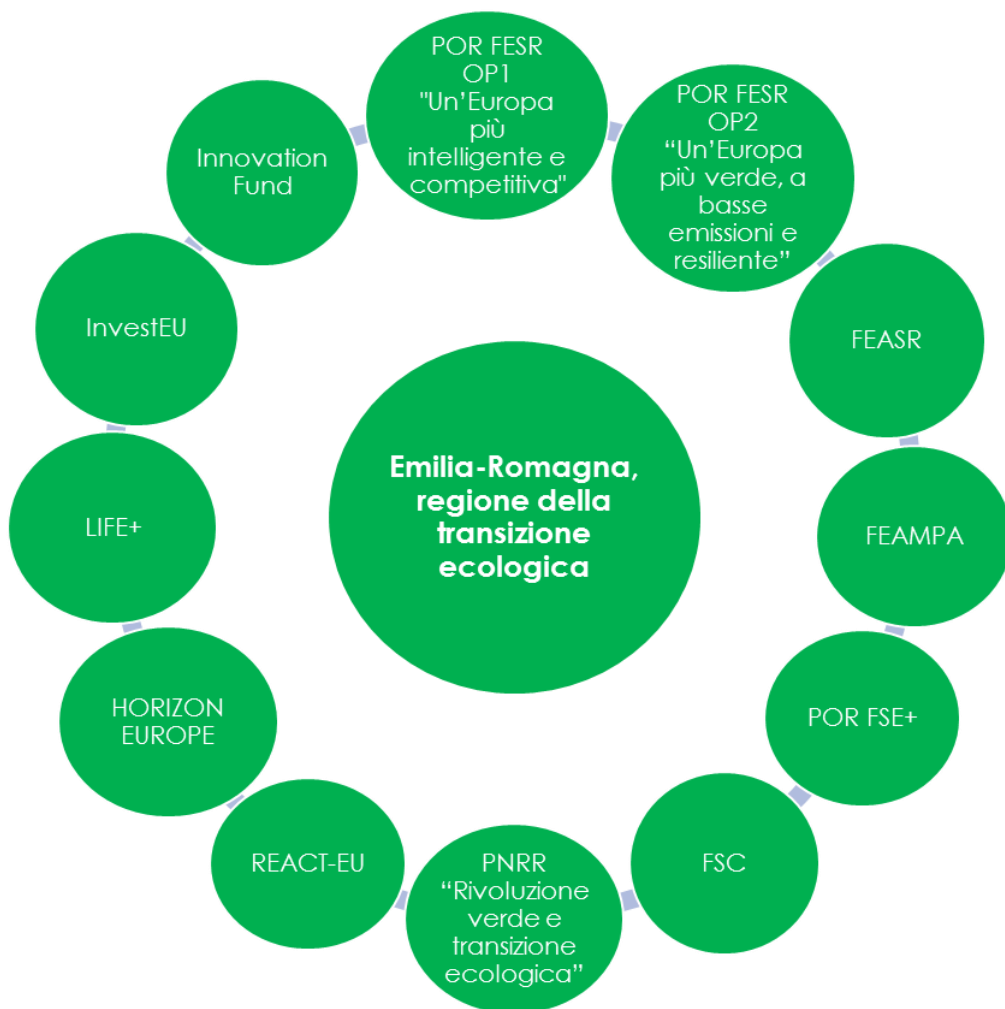 POR FESR
OP1
"Un'Europa
più
intelligente e
competitiva"
POR FESR
OP2
“Un'Europa
più verde, a
basse
emissioni e
resiliente”
FEASR
FEAMPA
POR FSE+
FSC
PNRR
“Rivoluzione
verde e
transizione
ecologica”
REACT-EU
HORIZON
EUROPE
LIFE+
InvestEU
Innovation
Fund
Emilia-Romagna,
regione della
transizione
ecologica